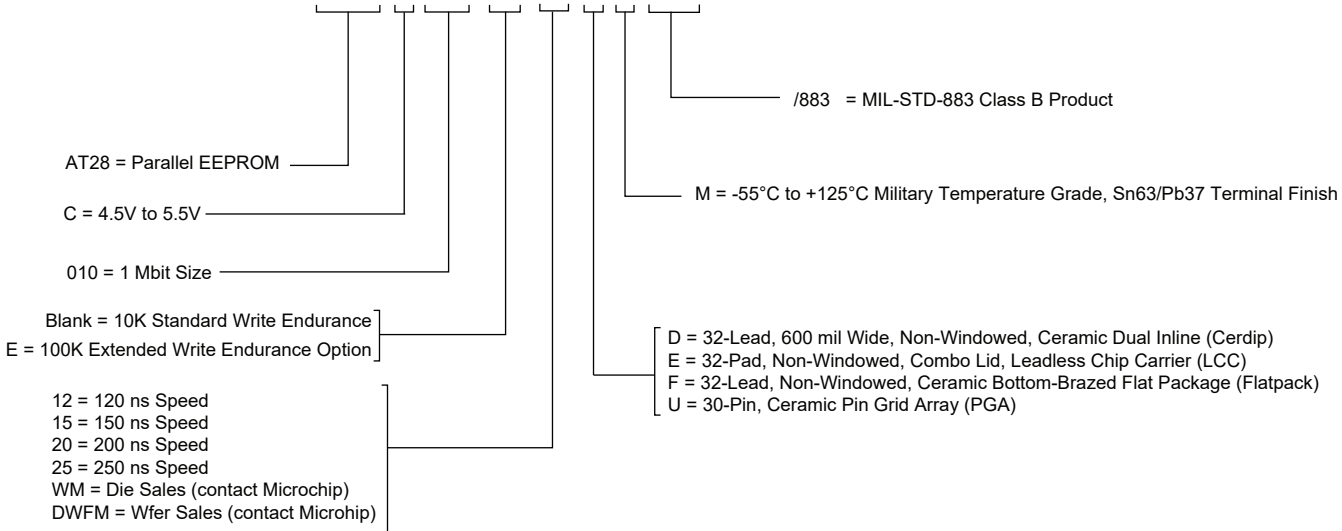 /883 = MIL-STD-883 Class B Product
AT28 = Parallel EEPROM
M = -55°C to +125°C Military Temperature Grade, Sn63/Pb37 Terminal Finish
C = 4.5V to 5.5V
010 = 1 Mbit Size
Blank = 10K Standard Write Endurance
E = 100K Extended Write Endurance Option
D = 32-Lead, 600 mil Wide, Non-Windowed, Ceramic Dual Inline (Cerdip)
E = 32-Pad, Non-Windowed, Combo Lid, Leadless Chip Carrier (LCC)
F = 32-Lead, Non-Windowed, Ceramic Bottom-Brazed Flat Package (Flatpack)
U = 30-Pin, Ceramic Pin Grid Array (PGA)
12 = 120 ns Speed
15 = 150 ns Speed
20 = 200 ns Speed
25 = 250 ns Speed
WM = Die Sales (contact Microchip)
DWFM = Wfer Sales (contact Microhip)